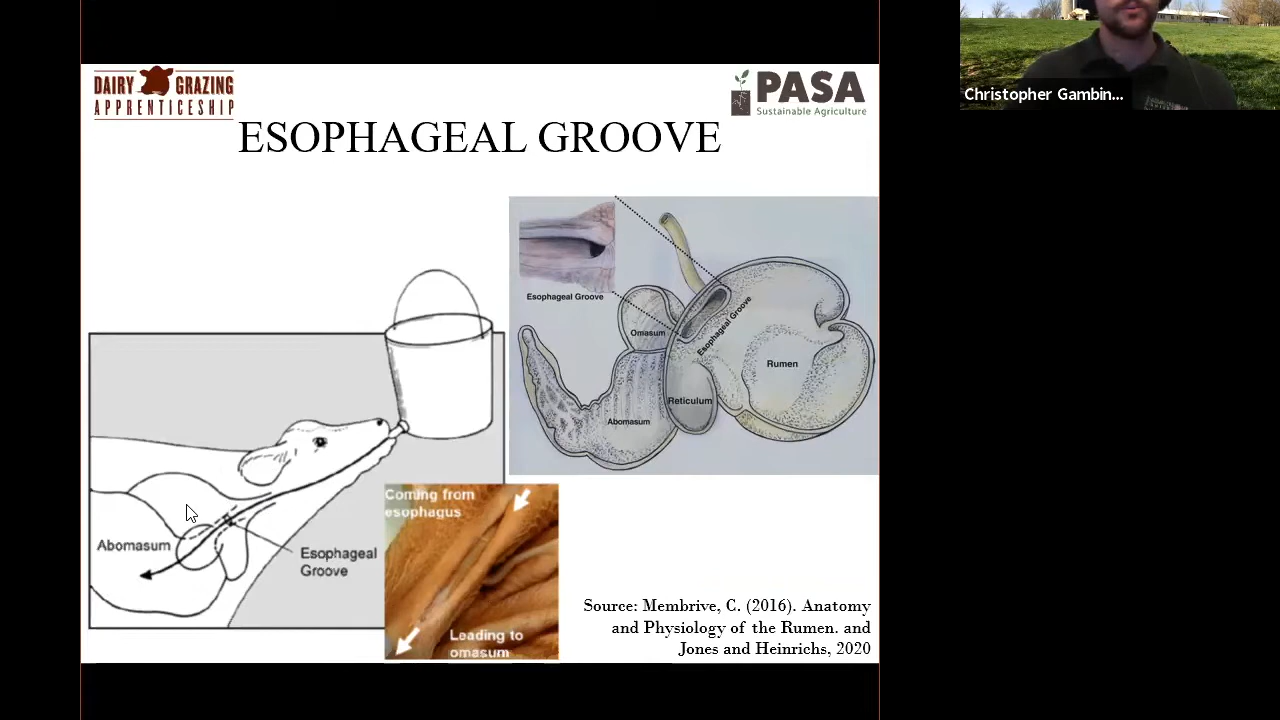 DAIRY GRAZING
APPRENTICESHIP
PASA
Sustainable Agriculture
Christopher Gambin...
ESOPHAGEAL GROOVE
Esophageal Groove
Omasum
Esophageal Groove
Rumen
Reticulum
Abomasum
Abomasum
Esophageal
Groove
Coming from
esophagus
Leading to
omasum
Source: Membrive, C. (2016). Anatomy
and Physiology of the Rumen. and
Jones and Heinrichs, 2020